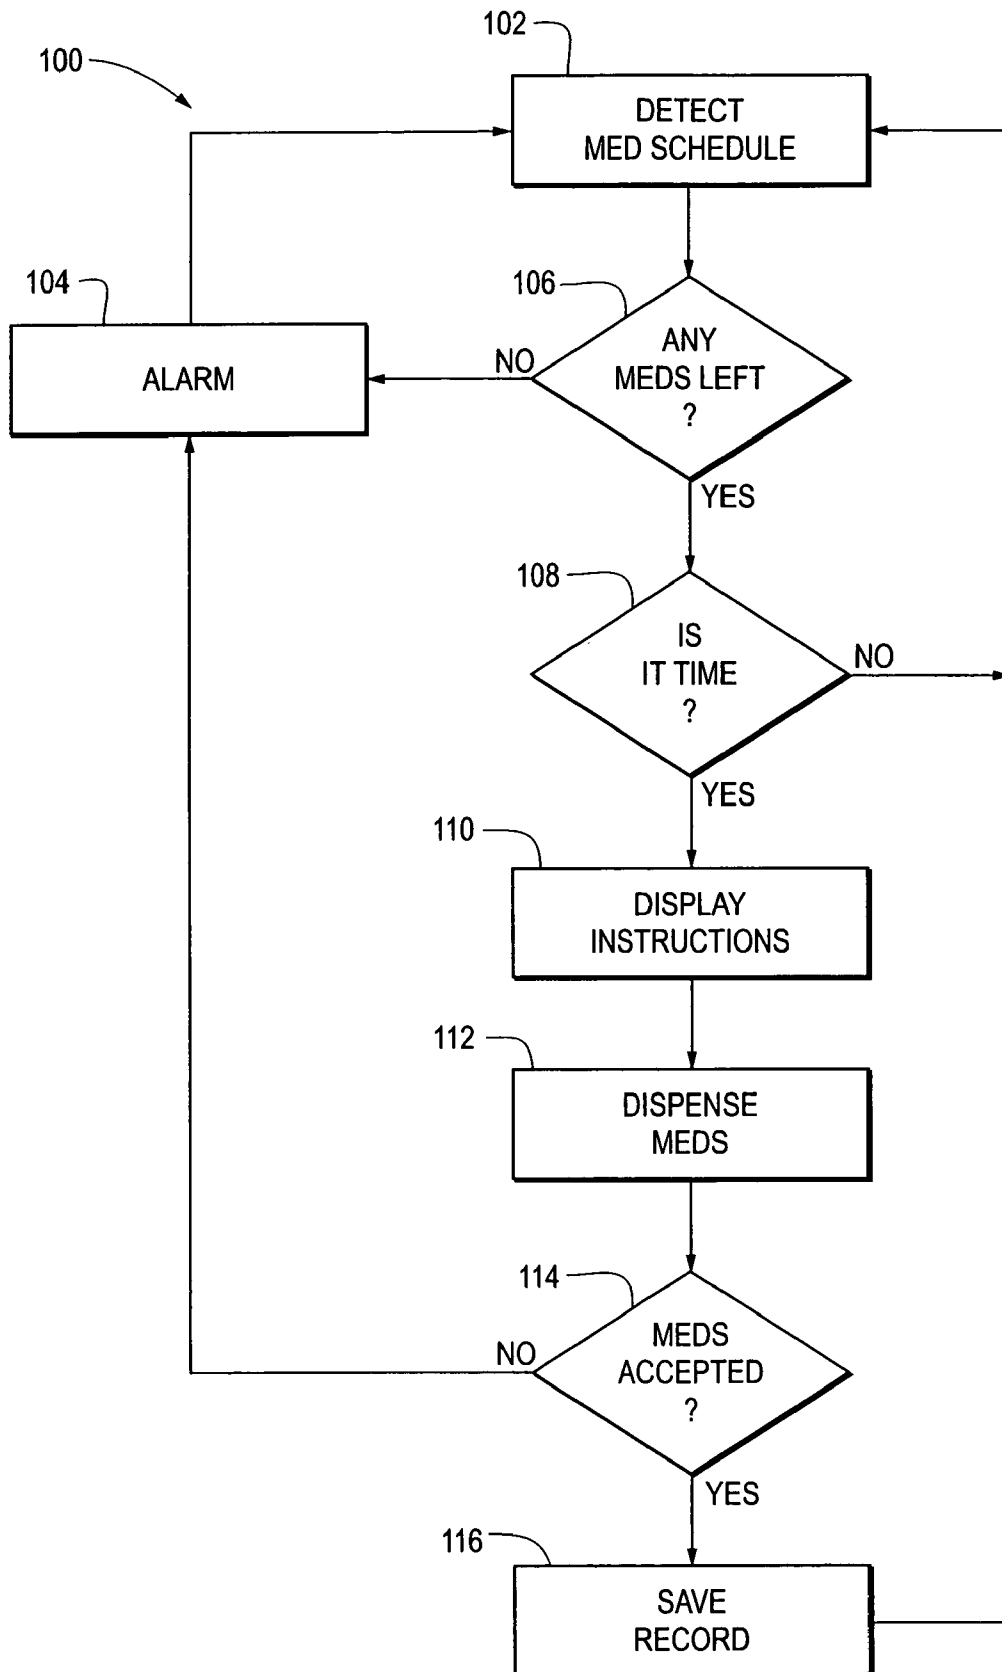 102
100
DETECT
MED SCHEDULE
104
106
ALARM
NO
ANY
MEDS LEFT
?
YES
108
IS
IT TIME
?
NO
YES
110
DISPLAY
INSTRUCTIONS
112
DISPENSE
MEDS
114
NO
MEDS
ACCEPTED
?
YES
116
SAVE
RECORD